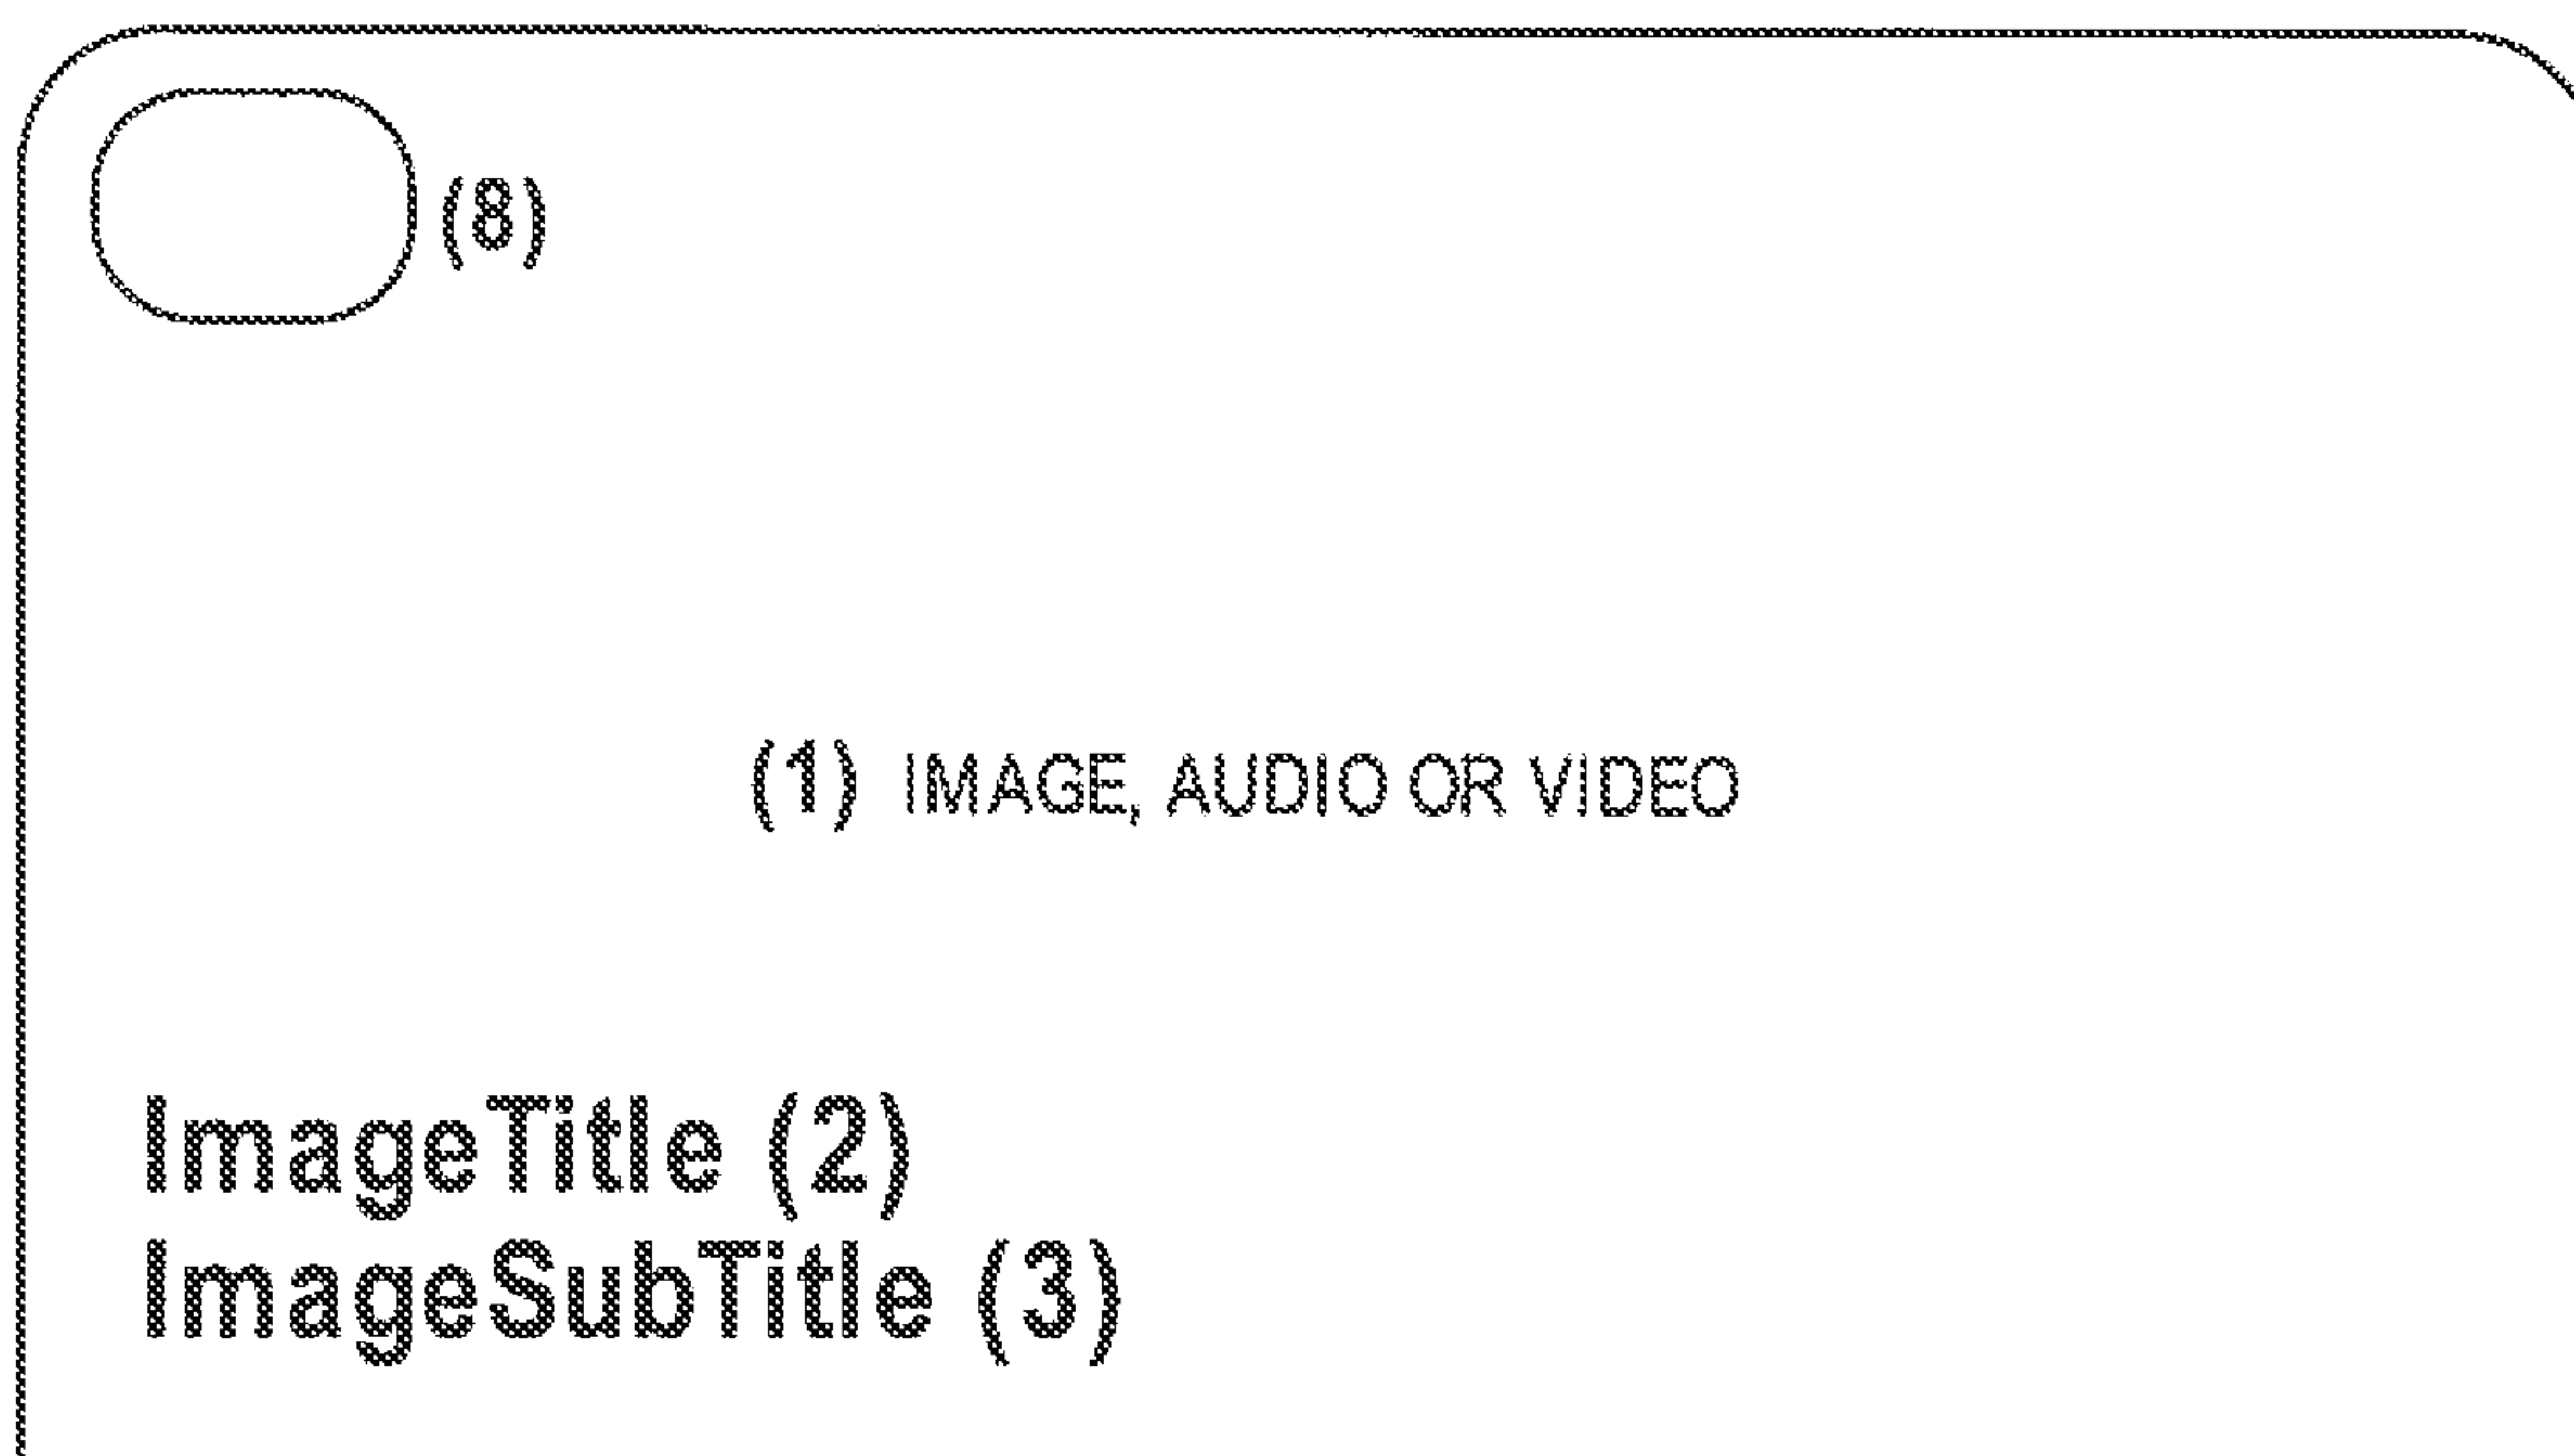 (8)
(1) IMAGE, AUDIO OR VIDEO
ImageTitle (2)
ImageSubTitle (3)